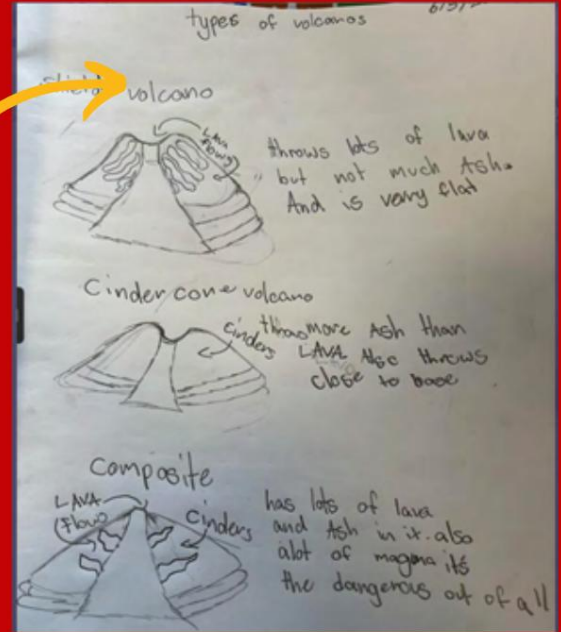 types of volcanos
shield volcano
LAVA
flows
throws lots of lava
but not much Ash.
And is very flat
Cinder cone volcano
cinders
throws more Ash than
LAVA Also throws
close to base
Composite
LAVA
(flow)
Cinders
has lots of lava
and Ash in it. also
alot of magma its
the dangerous out of all